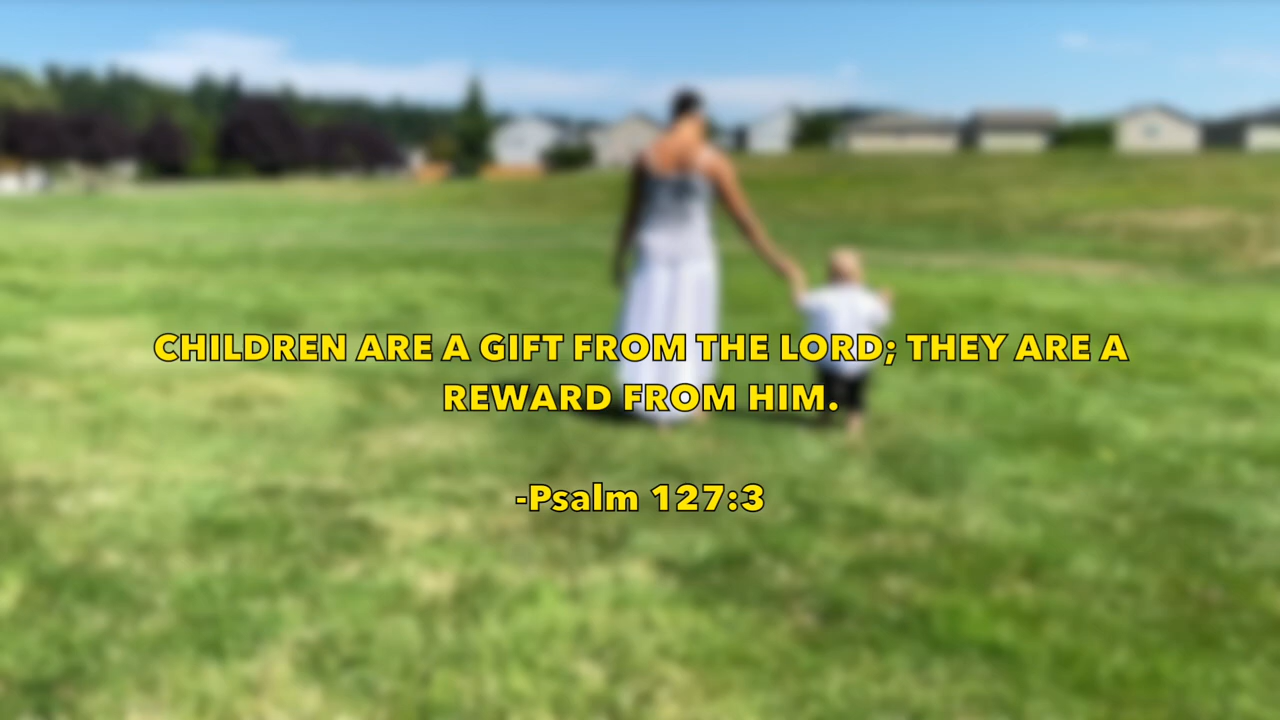 CHILDREN ARE A GIFT FROM THE LORD; THEY ARE A
REWARD FROM HIM.
-Psalm 127:3